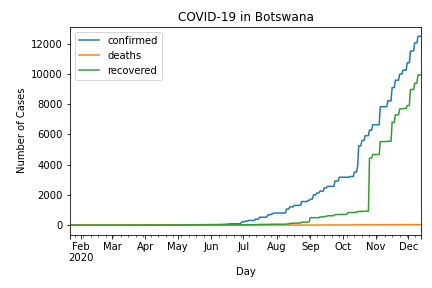 COVID-19 in Botswana
confirmed
deaths
recovered
Number of Cases
12000
10000
8000
6000
4000
2000
0
Feb Mar Apr May Jun Jul Aug Sep Oct Nov Dec
2020
Day